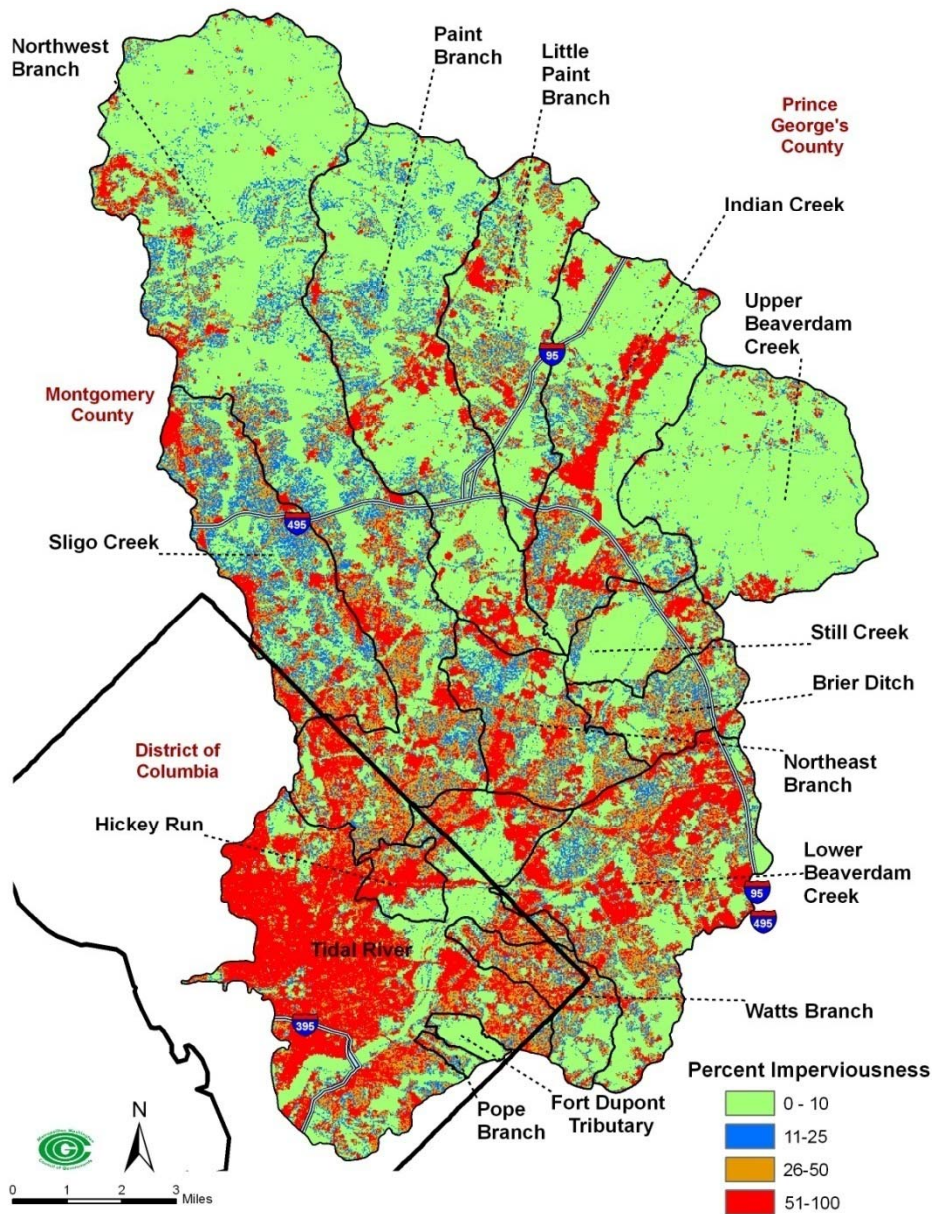 Northwest
Branch
Paint
Branch
Little
Paint
Branch
Prince
George's
County
Indian Creek
Upper
Beaverdam
Creek
95
Montgomery
County
495
Sligo Creek
Still Creek
Brier Ditch
District of
Columbia
Northeast
Branch
Hickey Run
Lower
Beaverdam
Creek
95
495
Tidal River
Watts Branch
395
Pope
Branch
Fort Dupont
Tributary
Percent Imperviousness
0 - 10
11-25
26-50
51-100
N
0 1 2 3
Miles